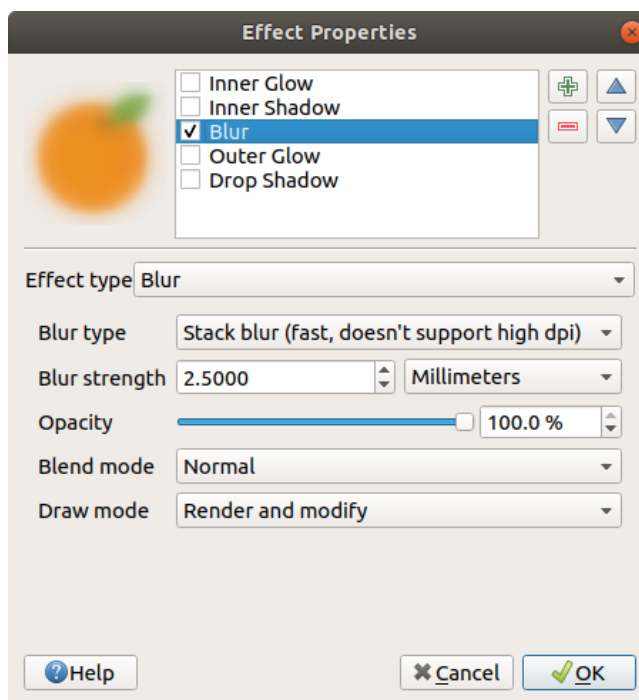 Effect Properties
Inner Glow
Inner Shadow
Blur
Outer Glow
Drop Shadow
Effect type Blur
Blur type Stack blur (fast, doesn't support high dpi)
Blur strength 2.5000 Millimeters
Opacity 100.0 %
Blend mode Normal
Draw mode Render and modify
Help Cancel OK